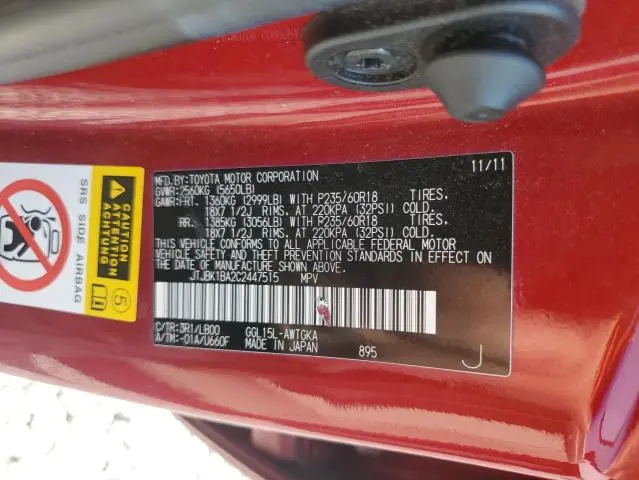 MFD.BY:TOYOTA MOTOR CORPORATION 11/11
GVWR:2560KG (5650LB)
GAWR:FRT. 1360KG (2999LB) WITH P235/60R18 TIRES,
18X7 1/2J RIMS, AT 220KPA (32PSI) COLD.
RR. 1385KG (3056LB) WITH P235/60R18 TIRES,
18X7 1/2J RIMS, AT 220KPA (32PSI) COLD.
THIS VEHICLE CONFORMS TO ALL APPLICABLE FEDERAL MOTOR
VEHICLE SAFETY AND THEFT PREVENTION STANDARDS IN EFFECT ON
THE DATE OF MANUFACTURE SHOWN ABOVE.
JTJBK1BA2C2447515 MPV
C/TR:3R1/LB00 GGL15L-AWTGKA
A/TM:-01A/U660F MADE IN JAPAN 895 J
SRS SIDE AIRBAG
CAUTION
ATTENTION
ACHTUNG
5